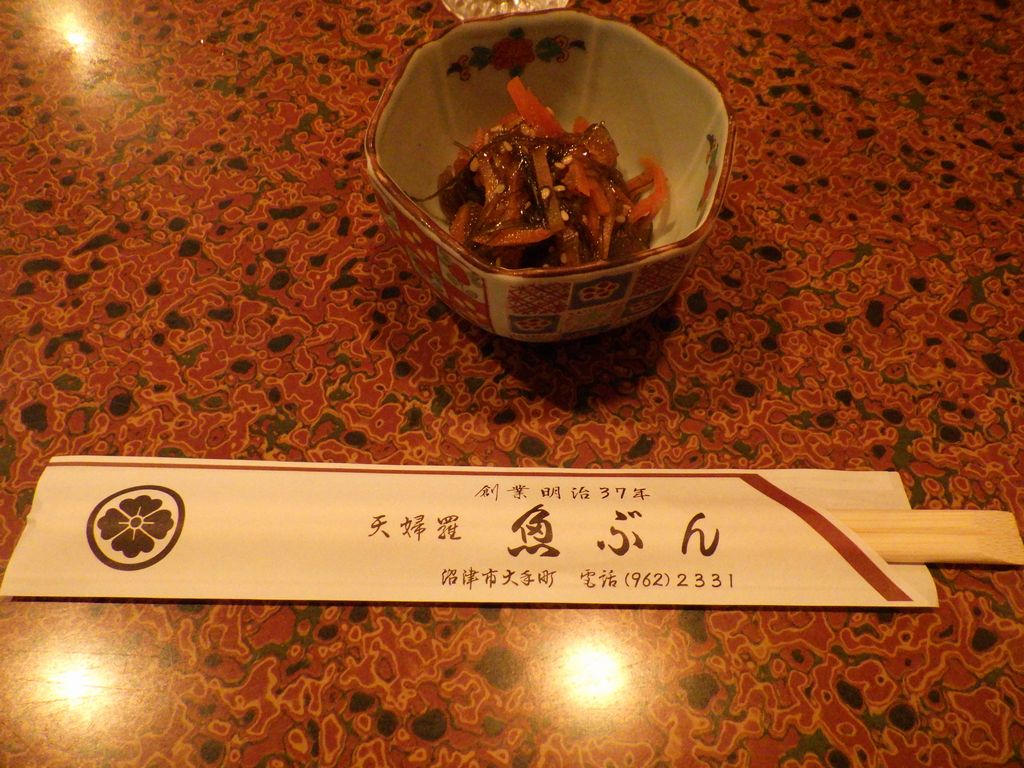 創業明治37年
天婦羅 魚ぶん
沼津市大手町 電話(962)2331